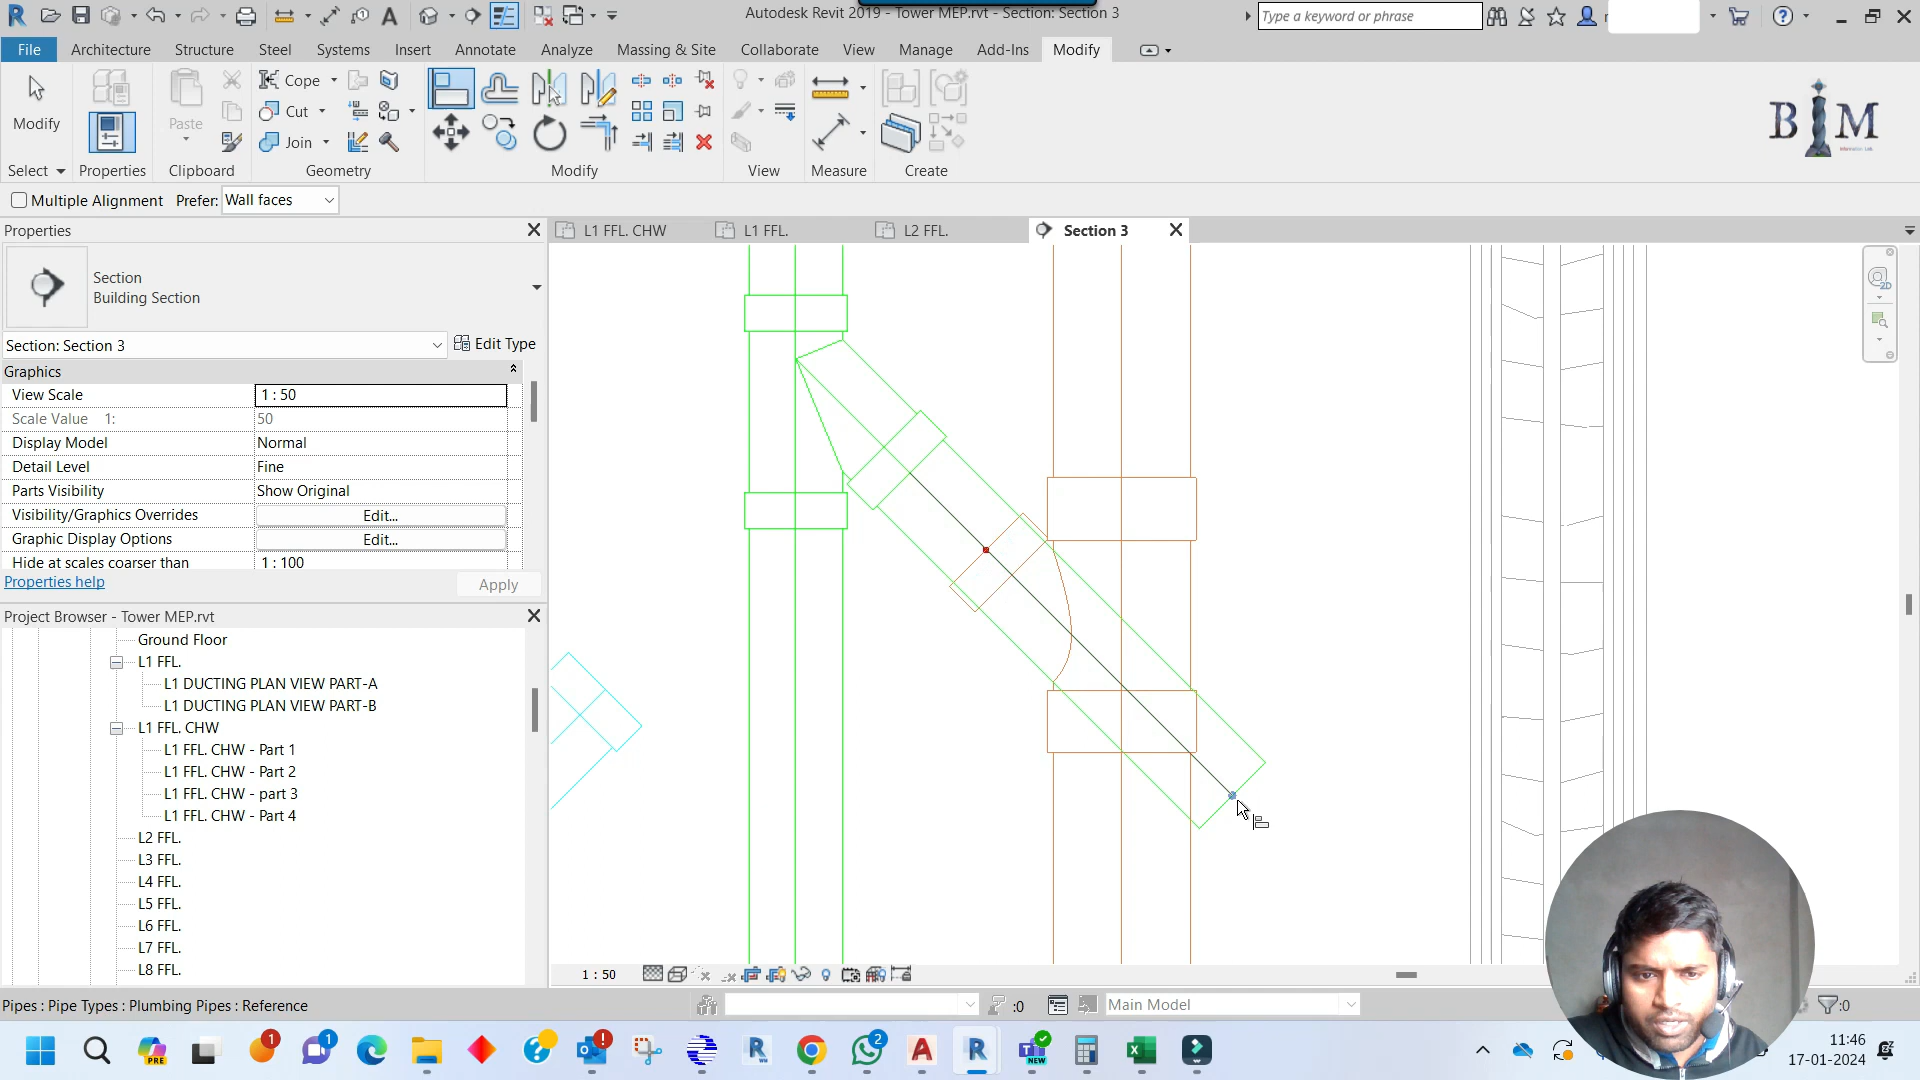 Autodesk Revit 2019 - Tower MEP.rvt - Section: Section 3
Type a keyword or phrase
File Architecture Structure Steel Systems Insert Annotate Analyze Massing & Site Collaborate View Manage Add-Ins Modify
Modify
Paste
Cope
Cut
Join
Select Properties Clipboard Geometry Modify View Measure Create
BIM
Multiple Alignment Prefer: Wall faces
Properties
L1 FFL. CHW
L1 FFL.
L2 FFL.
Section 3
Section
Building Section
Section: Section 3
Edit Type
Graphics
View Scale 1 : 50
Scale Value 1: 50
Display Model Normal
Detail Level Fine
Parts Visibility Show Original
Visibility/Graphics Overrides Edit...
Graphic Display Options Edit...
Hide at scales coarser than 1 : 100
Properties help
Apply
Project Browser - Tower MEP.rvt
Ground Floor
L1 FFL.
L1 DUCTING PLAN VIEW PART-A
L1 DUCTING PLAN VIEW PART-B
L1 FFL. CHW
L1 FFL. CHW - Part 1
L1 FFL. CHW - Part 2
L1 FFL. CHW - part 3
L1 FFL. CHW - Part 4
L2 FFL.
L3 FFL.
L4 FFL.
L5 FFL.
L6 FFL.
L7 FFL.
L8 FFL.
2D
1 : 50
Pipes : Pipe Types : Plumbing Pipes : Reference
:0
Main Model
:0
PRE
1
1
2
NEW
11:46
17-01-2024